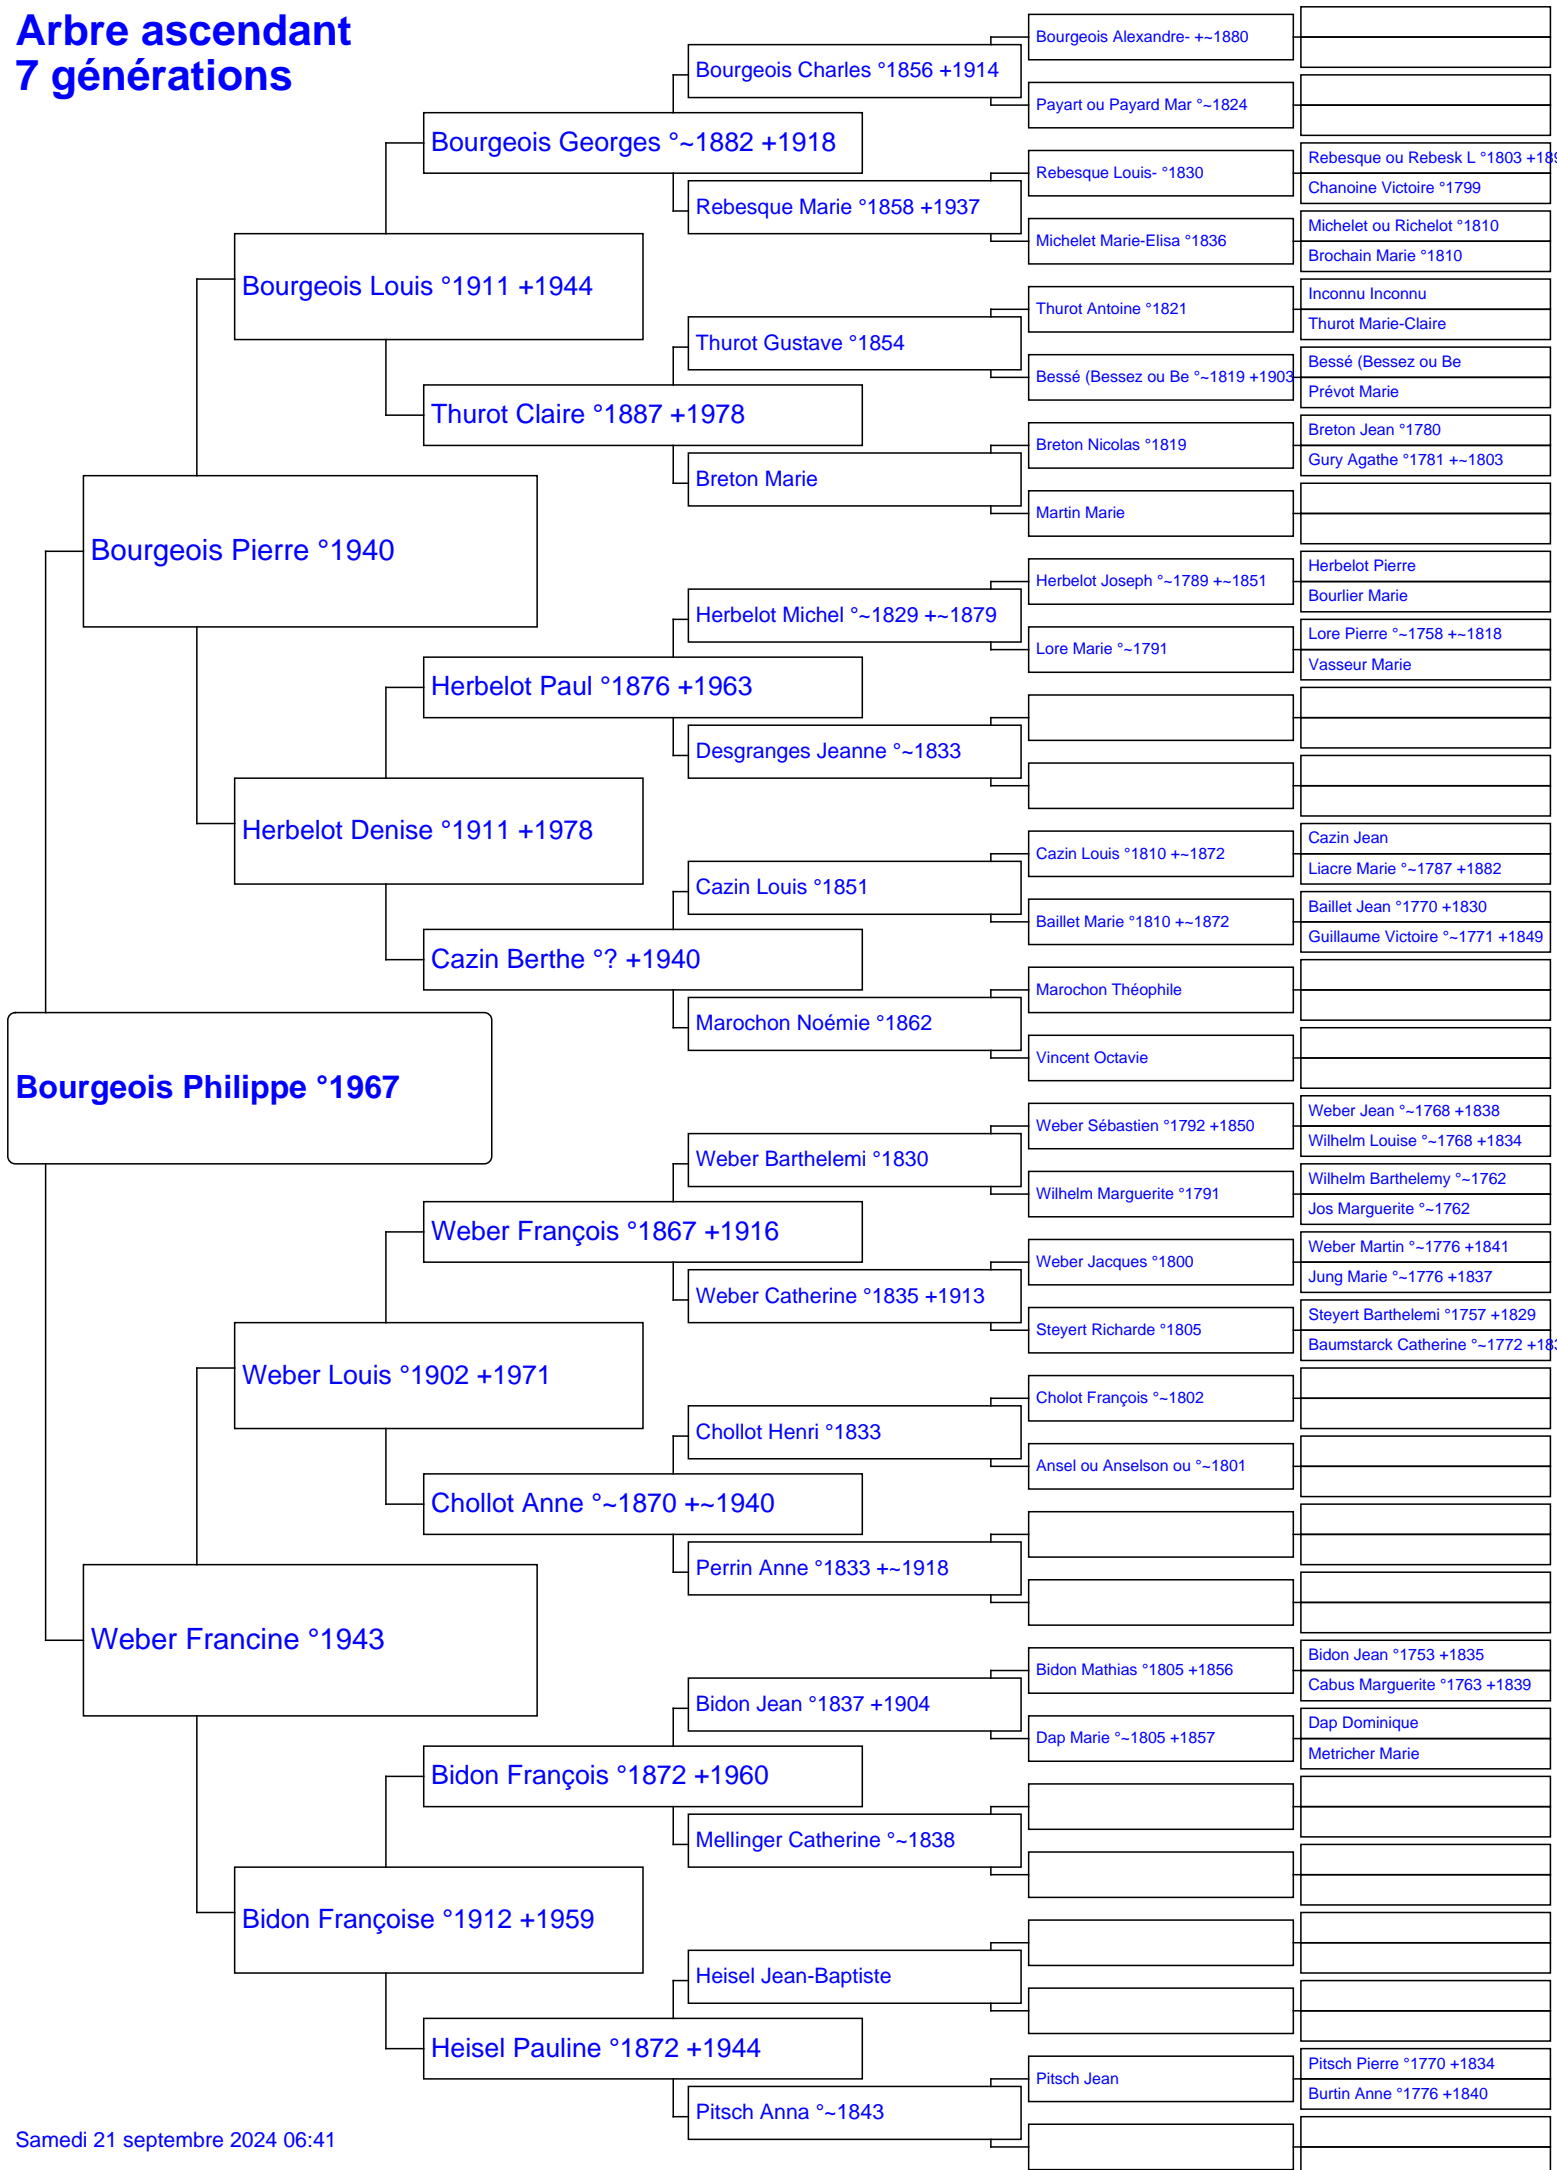 Arbre ascendant
7 générations
Bourgeois Philippe °1967
Bourgeois Pierre °1940
Weber Francine °1943
Bourgeois Louis °1911 +1944
Herbelot Denise °1911 +1978
Weber Louis °1902 +1971
Bidon Françoise °1912 +1959
Bourgeois Georges °~1882 +1918
Thurot Claire °1887 +1978
Herbelot Paul °1876 +1963
Cazin Berthe °? +1940
Weber François °1867 +1916
Chollot Anne °~1870 +~1940
Bidon François °1872 +1960
Heisel Pauline °1872 +1944
Bourgeois Charles °1856 +1914
Rebesque Marie °1858 +1937
Thurot Gustave °1854
Breton Marie
Herbelot Michel °~1829 +~1879
Desgranges Jeanne °~1833
Cazin Louis °1851
Marochon Noémie °1862
Weber Barthelemi °1830
Weber Catherine °1835 +1913
Chollot Henri °1833
Perrin Anne °1833 +~1918
Bidon Jean °1837 +1904
Mellinger Catherine °~1838
Heisel Jean-Baptiste
Pitsch Anna °~1843
Bourgeois Alexandre- +~1880
Payart ou Payard Mar °~1824
Rebesque Louis- °1830
Michelet Marie-Elisa °1836
Thurot Antoine °1821
Bessé (Bessez ou Be °~1819 +1903
Breton Nicolas °1819
Martin Marie
Herbelot Joseph °~1789 +~1851
Lore Marie °~1791
Cazin Louis °1810 +~1872
Baillet Marie °1810 +~1872
Marochon Théophile
Vincent Octavie
Weber Sébastien °1792 +1850
Wilhelm Marguerite °1791
Weber Jacques °1800
Steyert Richarde °1805
Cholot François °~1802
Ansel ou Anselson ou °~1801
Bidon Mathias °1805 +1856
Dap Marie °~1805 +1857
Pitsch Jean
Rebesque ou Rebesk L °1803
Chanoine Victoire °1799
Michelet ou Richelot °1810
Brochain Marie °1810
Inconnu Inconnu
Thurot Marie-Claire
Bessé (Bessez ou Be
Prévot Marie
Breton Jean °1780
Gury Agathe °1781 +~1803
Herbelot Pierre
Bourlier Marie
Lore Pierre °~1758 +~1818
Vasseur Marie
Cazin Jean
Liacre Marie °~1787 +1882
Baillet Jean °1770 +1830
Guillaume Victoire °~1771 +1849
Weber Jean °~1768 +1838
Wilhelm Louise °~1768 +1834
Wilhelm Barthelemy °~1762
Jos Marguerite °~1762
Weber Martin °~1776 +1841
Jung Marie °~1776 +1837
Steyert Barthelemi °1757 +1829
Baumstarck Catherine °~1772
Bidon Jean °1753 +1835
Cabus Marguerite °1763 +1839
Dap Dominique
Metricher Marie
Pitsch Pierre °1770 +1834
Burtin Anne °1776 +1840
Samedi 21 septembre 2024 06:41